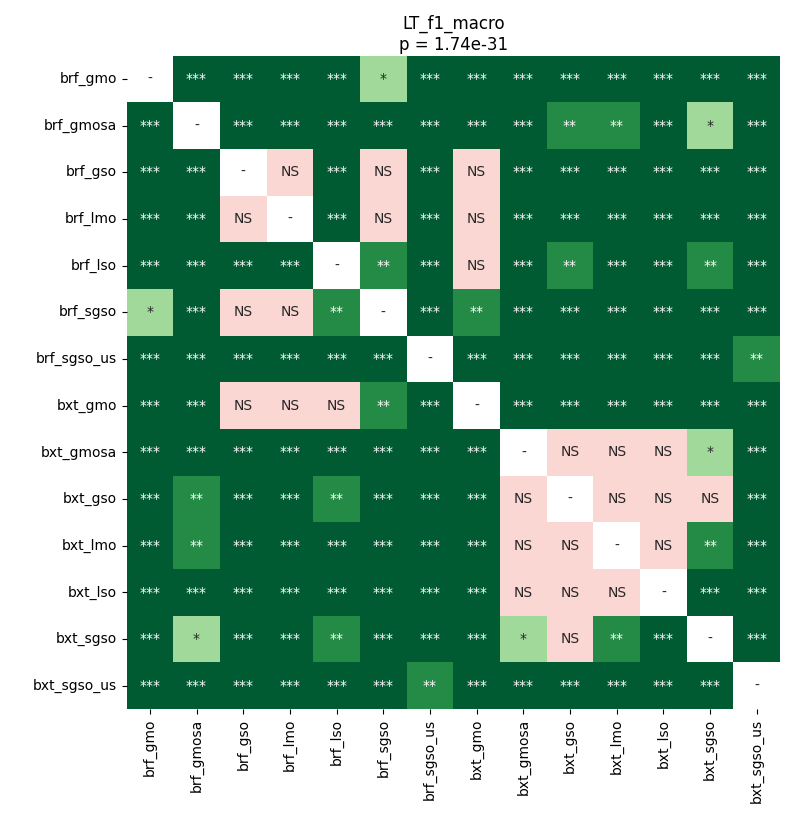 LT_f1_macro
p = 1.74e-31
brf_gmo - *** *** *** *** * *** *** *** *** *** *** *** ***
brf_gmosa *** - *** *** *** *** *** *** *** ** ** *** * ***
brf_gso *** *** - NS *** NS *** NS *** *** *** *** *** ***
brf_lmo *** *** NS - *** NS *** NS *** *** *** *** *** ***
brf_lso *** *** *** *** - ** *** NS *** ** *** *** ** ***
brf_sgso * *** NS NS ** - *** ** *** *** *** *** *** ***
brf_sgso_us *** *** *** *** *** *** - *** *** *** *** *** *** **
bxt_gmo *** *** NS NS NS ** *** - *** *** *** *** *** ***
bxt_gmosa *** *** *** *** *** *** *** *** - NS NS NS * ***
bxt_gso *** ** *** *** ** *** *** *** NS - NS NS NS ***
bxt_lmo *** ** *** *** *** *** *** *** NS NS - NS ** ***
bxt_lso *** *** *** *** *** *** *** *** NS NS NS - *** ***
bxt_sgso *** * *** *** ** *** *** *** * NS ** *** - ***
bxt_sgso_us *** *** *** *** *** *** ** *** *** *** *** *** *** -
brf_gmo brf_gmosa brf_gso brf_lmo brf_lso brf_sgso brf_sgso_us bxt_gmo bxt_gmosa bxt_gso bxt_lmo bxt_lso bxt_sgso bxt_sgso_us